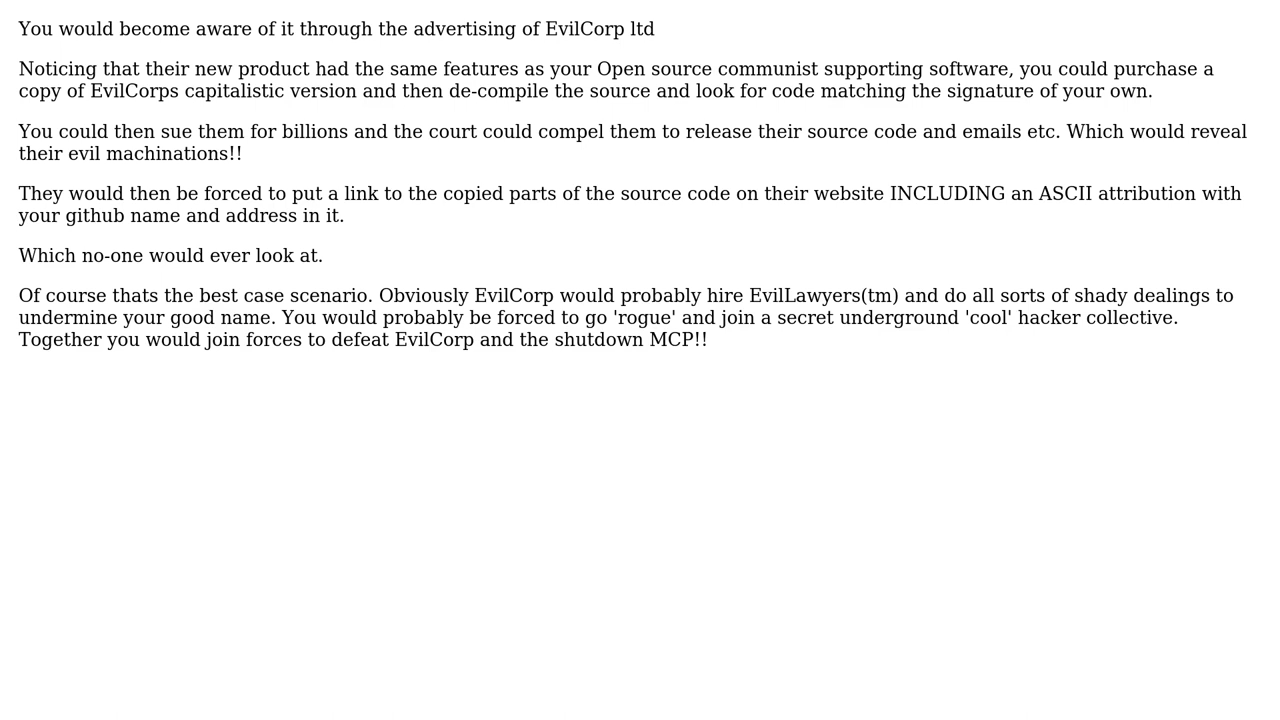 You would become aware of it through the advertising of EvilCorp ltd
Noticing that their new product had the same features as your Open source communist supporting software, you could purchase a
copy of EvilCorps capitalistic version and then de-compile the source and look for code matching the signature of your own.
You could then sue them for billions and the court could compel them to release their source code and emails etc. Which would reveal
their evil machinations!!
They would then be forced to put a link to the copied parts of the source code on their website INCLUDING an ASCII attribution with
your github name and address in it.
Which no-one would ever look at.
Of course thats the best case scenario. Obviously EvilCorp would probably hire EvilLawyers(tm) and do all sorts of shady dealings to
undermine your good name. You would probably be forced to go 'rogue' and join a secret underground 'cool' hacker collective.
Together you would join forces to defeat EvilCorp and the shutdown MCP!!